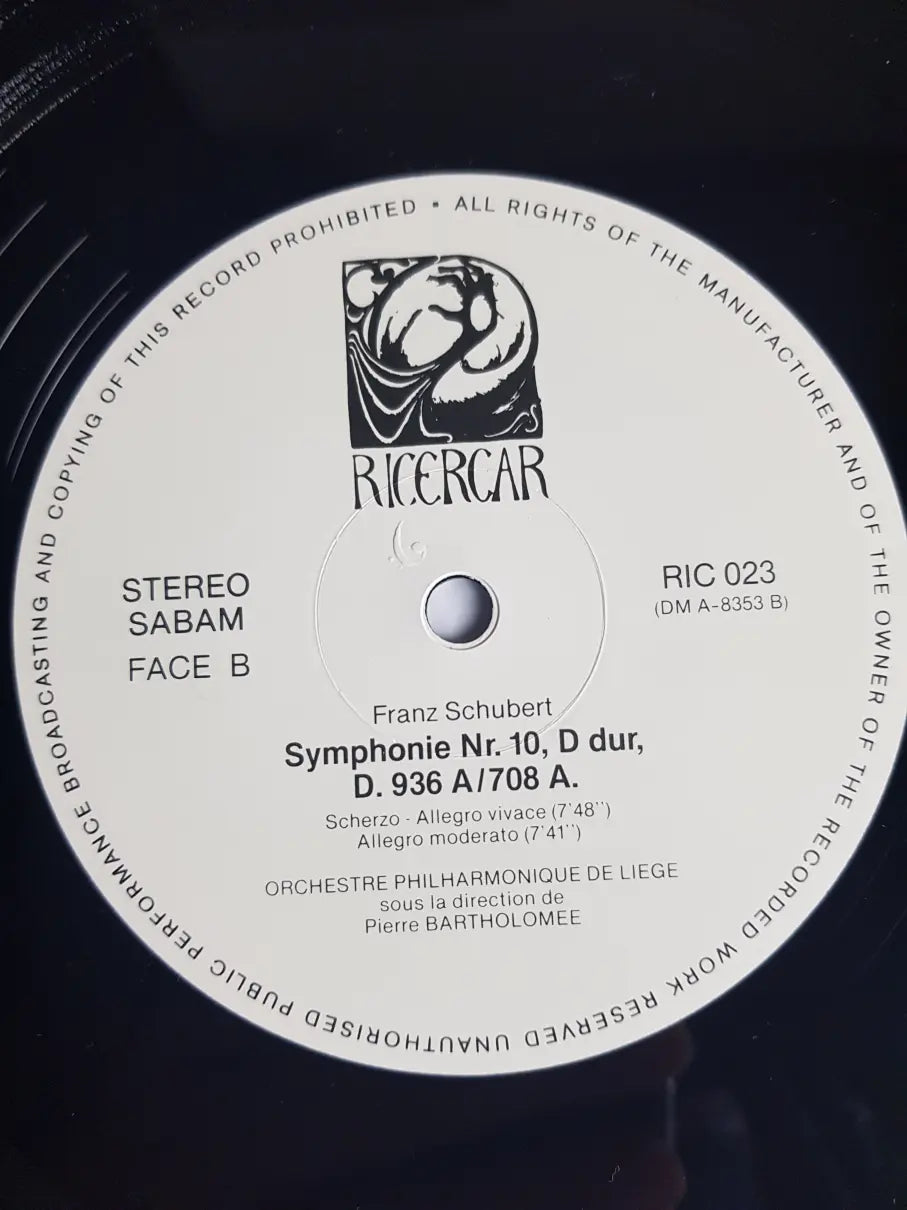 ALL RIGHTS OF THE MANUFACTURER AND OF THE OWNER OF THE RECORDED WORK RESERVED UNAUTHORISED PUBLIC PERFORMANCE BROADCASTING AND COPYING OF THIS RECORD PROHIBITED •
RICERCAR
STEREO
SABAM
FACE B
RIC 023
(DM A-8353 B)
Franz Schubert
Symphonie Nr. 10, D dur,
D. 936 A/708 A.
Scherzo - Allegro vivace (7'48'')
Allegro moderato (7'41'')
ORCHESTRE PHILHARMONIQUE DE LIEGE
sous la direction de
Pierre BARTHOLOMEE